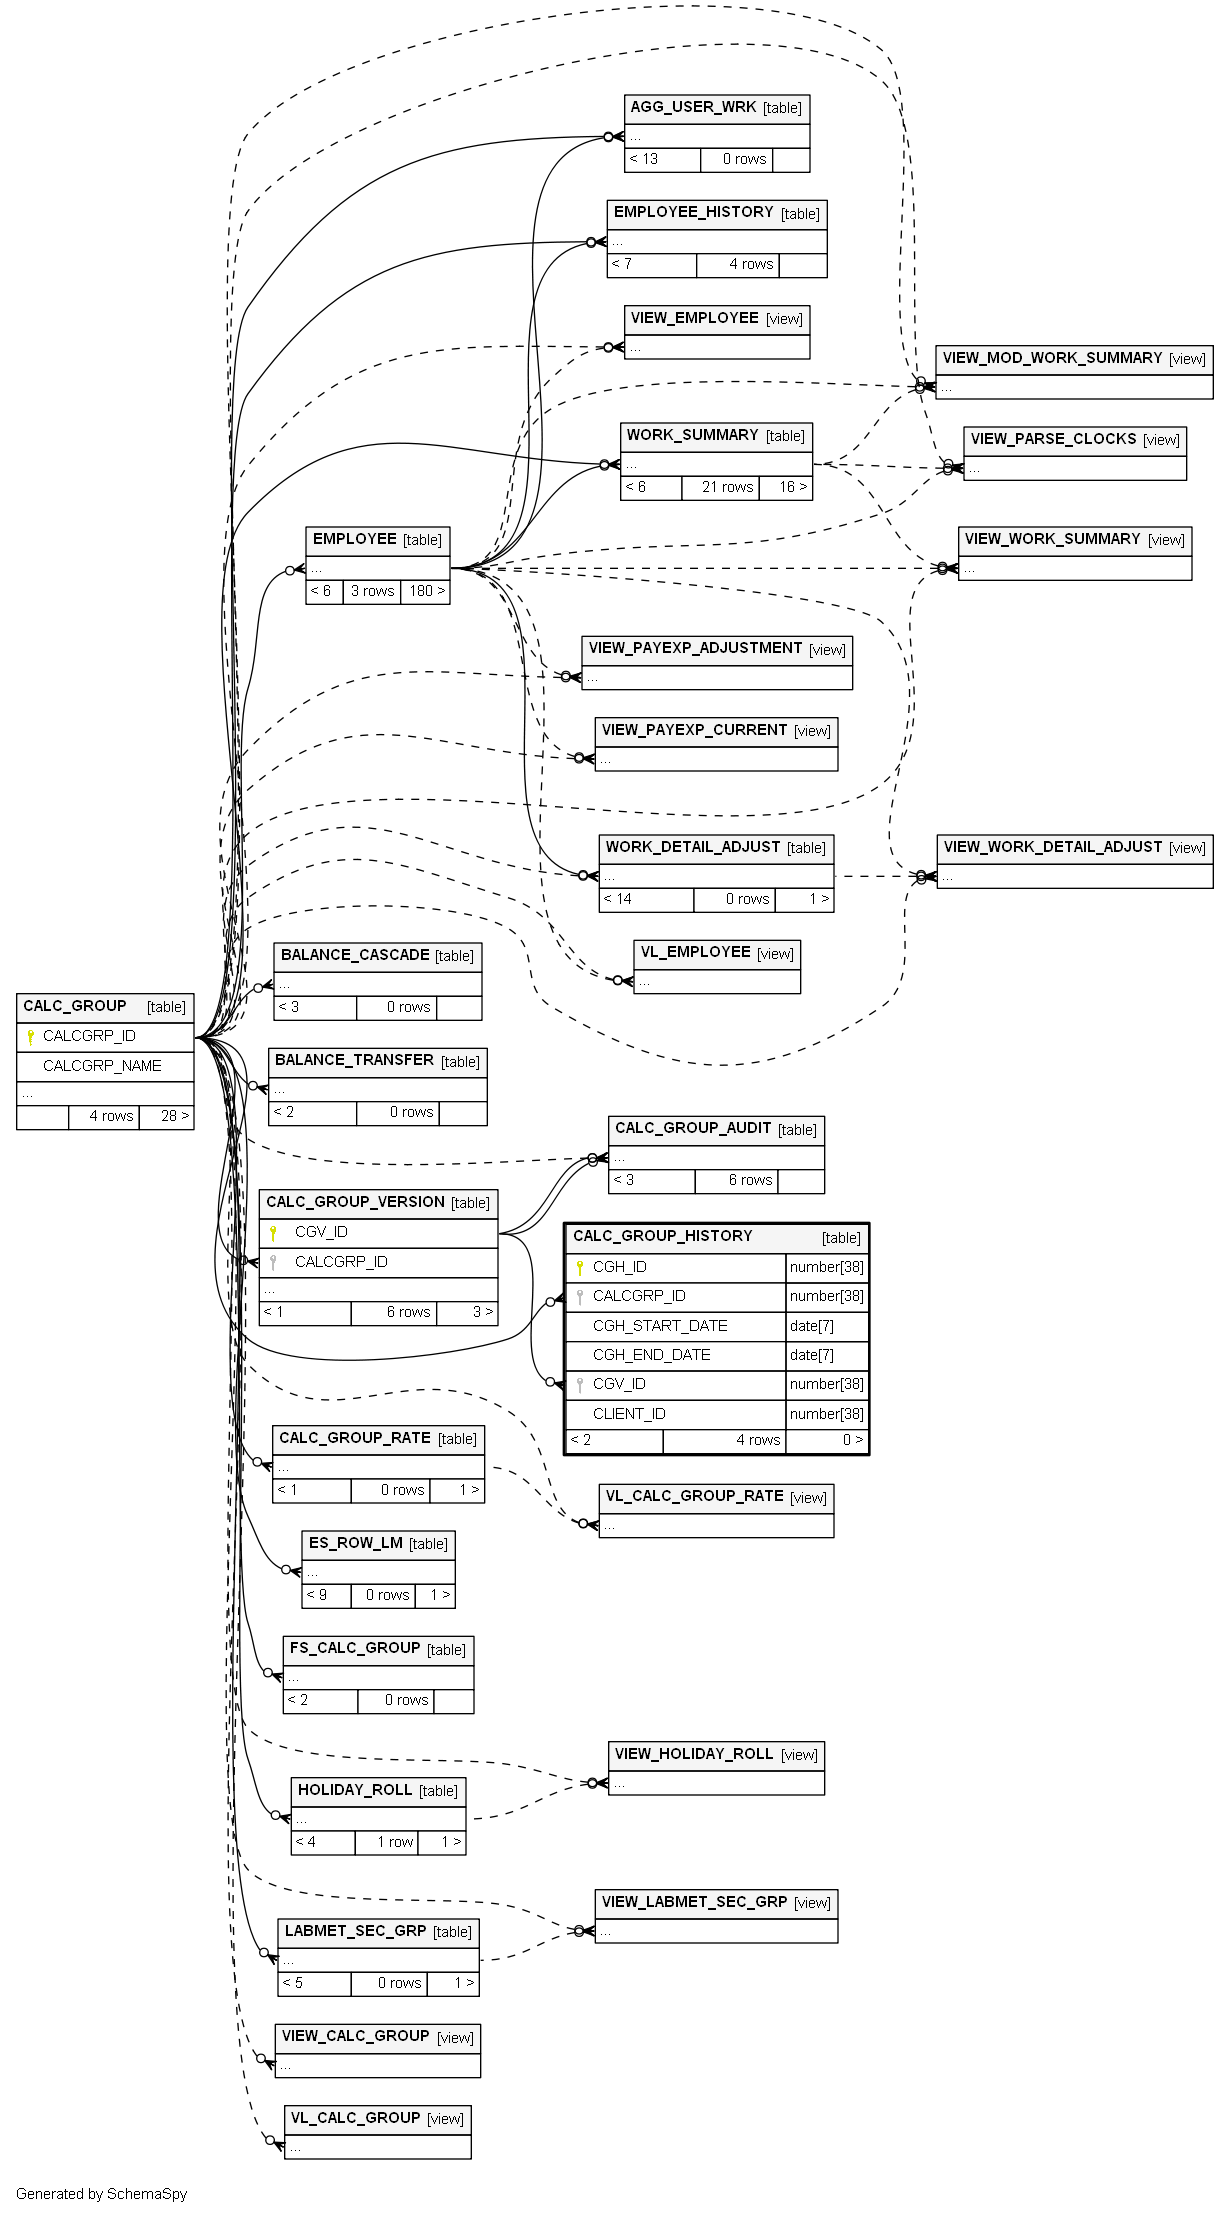 AGG_USER_WRK [table]
...
< 13 0 rows
EMPLOYEE_HISTORY [table]
...
< 7 4 rows
VIEW_EMPLOYEE [view]
...
VIEW_MOD_WORK_SUMMARY [view]
...
WORK_SUMMARY [table]
...
< 6 21 rows 16 >
VIEW_PARSE_CLOCKS [view]
...
EMPLOYEE [table]
...
< 6 3 rows 180 >
VIEW_WORK_SUMMARY [view]
...
VIEW_PAYEXP_ADJUSTMENT [view]
...
VIEW_PAYEXP_CURRENT [view]
...
WORK_DETAIL_ADJUST [table]
...
< 14 0 rows 1 >
VIEW_WORK_DETAIL_ADJUST [view]
...
VL_EMPLOYEE [view]
...
BALANCE_CASCADE [table]
...
< 3 0 rows
CALC_GROUP [table]
CALCGRP_ID
CALCGRP_NAME
...
4 rows 28 >
BALANCE_TRANSFER [table]
...
< 2 0 rows
CALC_GROUP_AUDIT [table]
...
< 3 6 rows
CALC_GROUP_VERSION [table]
CGV_ID
CALCGRP_ID
...
< 1 6 rows 3 >
CALC_GROUP_HISTORY [table]
CGH_ID number[38]
CALCGRP_ID number[38]
CGH_START_DATE date[7]
CGH_END_DATE date[7]
CGV_ID number[38]
CLIENT_ID number[38]
< 2 4 rows 0 >
CALC_GROUP_RATE [table]
...
< 1 0 rows 1 >
VL_CALC_GROUP_RATE [view]
...
ES_ROW_LM [table]
...
< 9 0 rows 1 >
FS_CALC_GROUP [table]
...
< 2 0 rows
VIEW_HOLIDAY_ROLL [view]
...
HOLIDAY_ROLL [table]
...
< 4 1 row 1 >
VIEW_LABMET_SEC_GRP [view]
...
LABMET_SEC_GRP [table]
...
< 5 0 rows 1 >
VIEW_CALC_GROUP [view]
...
VL_CALC_GROUP [view]
...
Generated by SchemaSpy